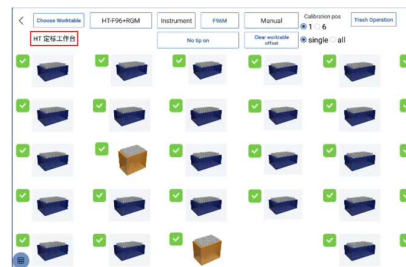 Choose Worktable
HT-F96+RGM
Instrument
F96M
Manual
Calibration pos
1 6
Trash Operation
HT 定标工作台
No tip on
Clear worktable
offset
single all